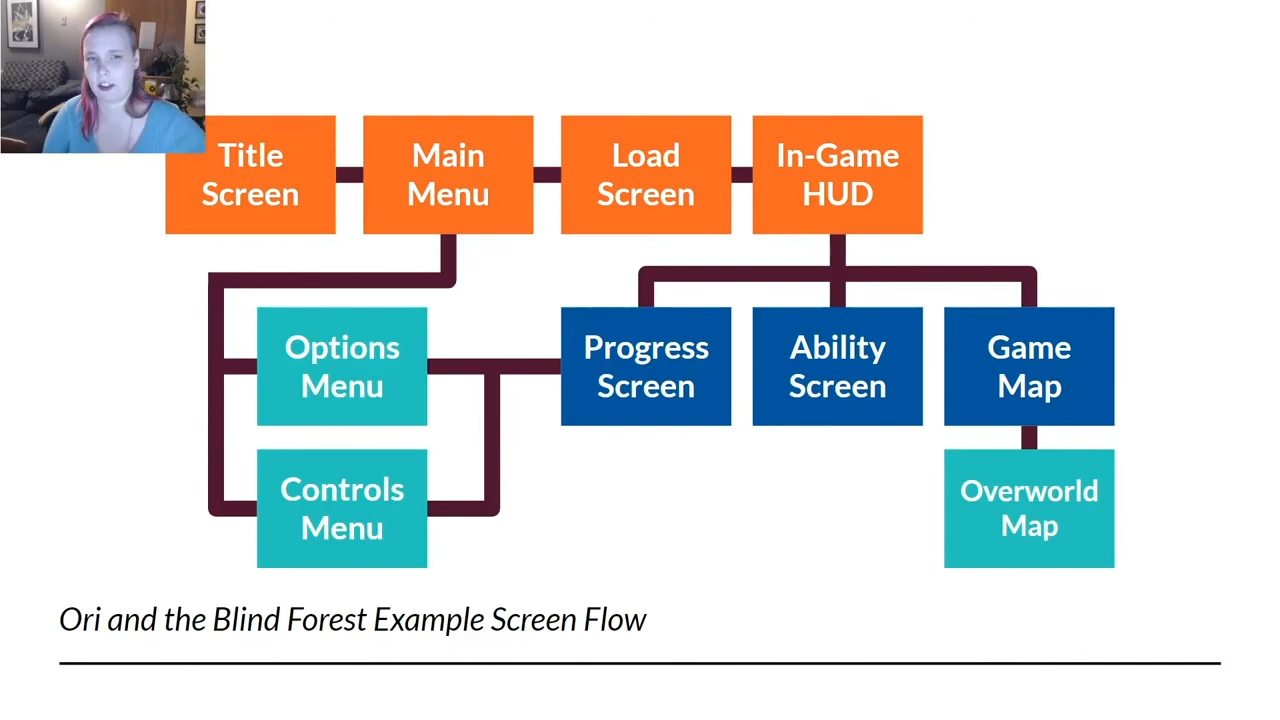 Title
Screen
Main
Menu
Load
Screen
In-Game
HUD
Options
Menu
Progress
Screen
Ability
Screen
Game
Map
Controls
Menu
Overworld
Map
Ori and the Blind Forest Example Screen Flow